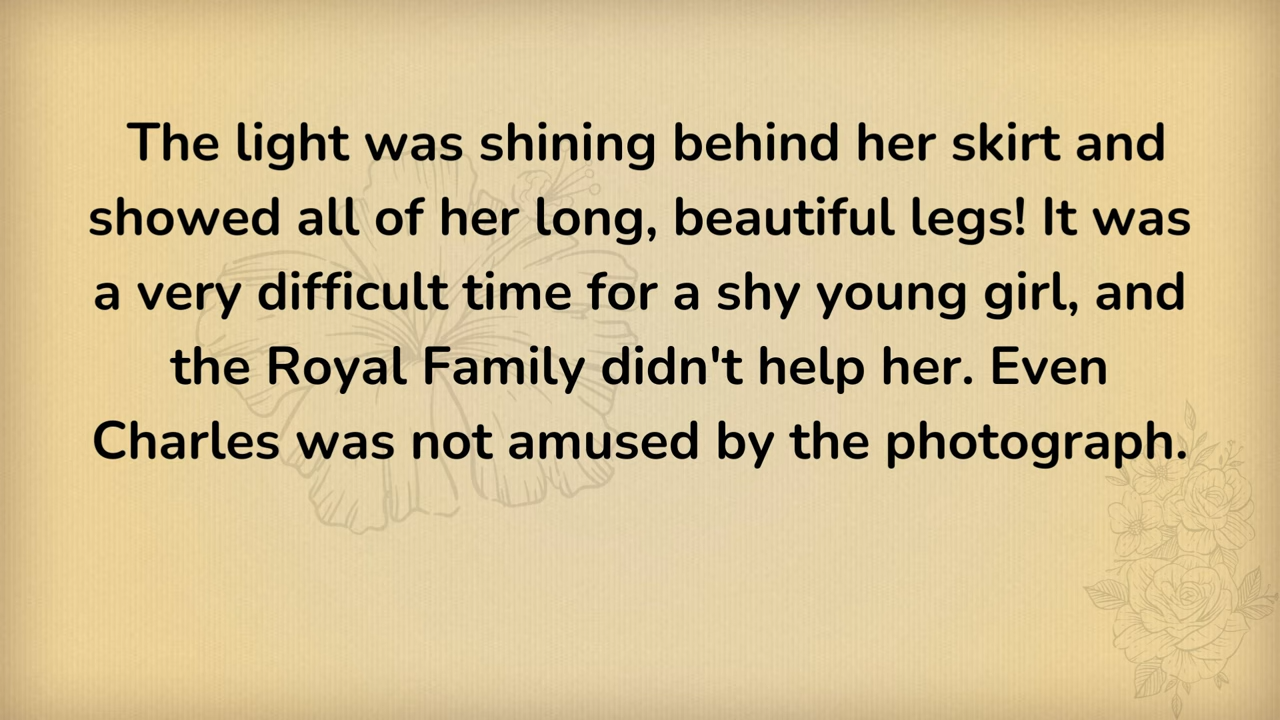 The light was shining behind her skirt and
showed all of her long, beautiful legs! It was
a very difficult time for a shy young girl, and
the Royal Family didn't help her. Even
Charles was not amused by the photograph.